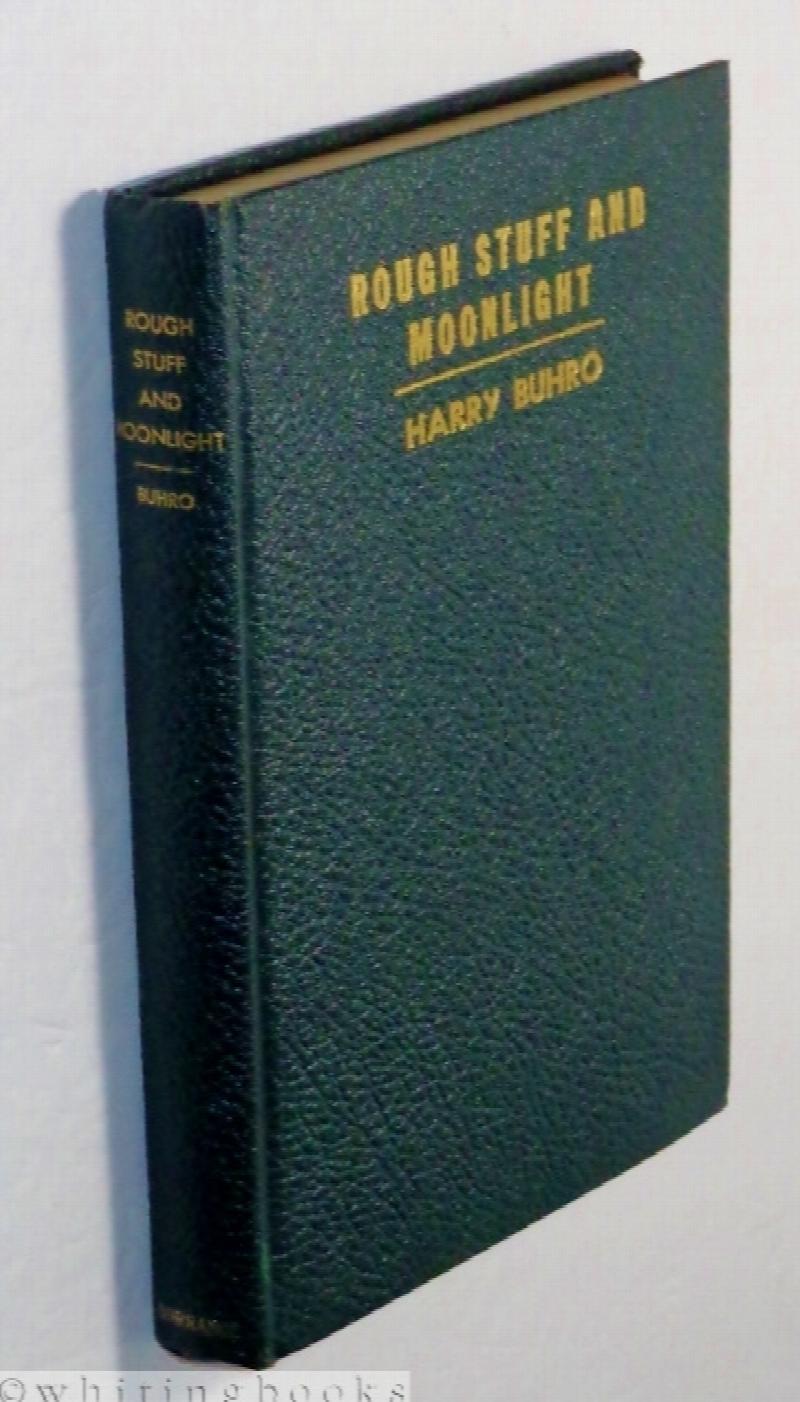 ROUGH STUFF AND
MOONLIGHT
HARRY BUHRO
ROUGH
STUFF
AND
MOONLIGHT
BUHRO
©whitingbooks